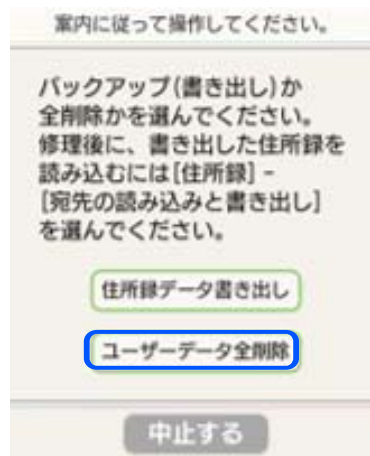 案内に従って操作してください。
バックアップ(書き出し)か
全削除かを選んでください。
修理後に、書き出した住所録を
読み込むには[住所録] -
[宛先の読み込みと書き出し]
を選んでください。
住所録データ書き出し
ユーザーデータ全削除
中止する